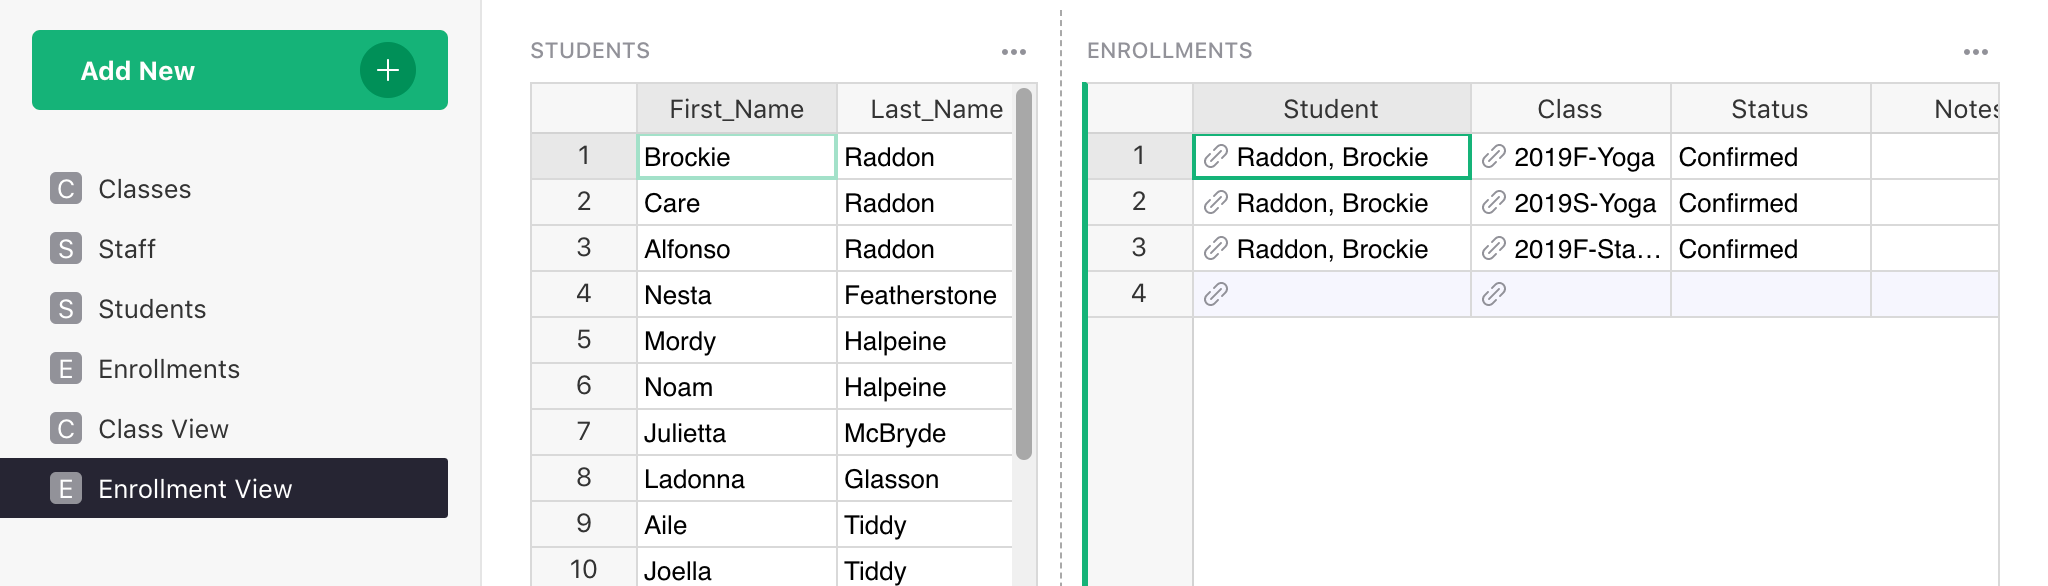 Add New
C Classes
S Staff
S Students
E Enrollments
C Class View
E Enrollment View
STUDENTS
First_Name Last_Name
1 Brockie Raddon
2 Care Raddon
3 Alfonso Raddon
4 Nesta Featherstone
5 Mordy Halpeine
6 Noam Halpeine
7 Julietta McBryde
8 Ladonna Glasson
9 Aile Tiddy
10 Joella Tiddy
ENROLLMENTS
Student Class Status Notes
1 Raddon, Brockie 2019F-Yoga Confirmed
2 Raddon, Brockie 2019S-Yoga Confirmed
3 Raddon, Brockie 2019F-Sta... Confirmed
4